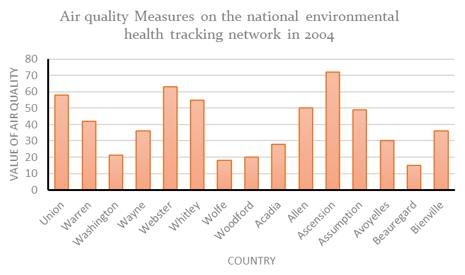 Air quality Measures on the national environmental
health tracking network in 2004
VALUE OF AIR QUALITY
80
70
60
50
40
30
20
10
0
Union
Warren
Washington
Wayne
Webster
Whitley
Wolfe
Woodford
Acadia
Allen
Ascension
Assumption
Avoyelles
Beauregard
Bienville
COUNTRY